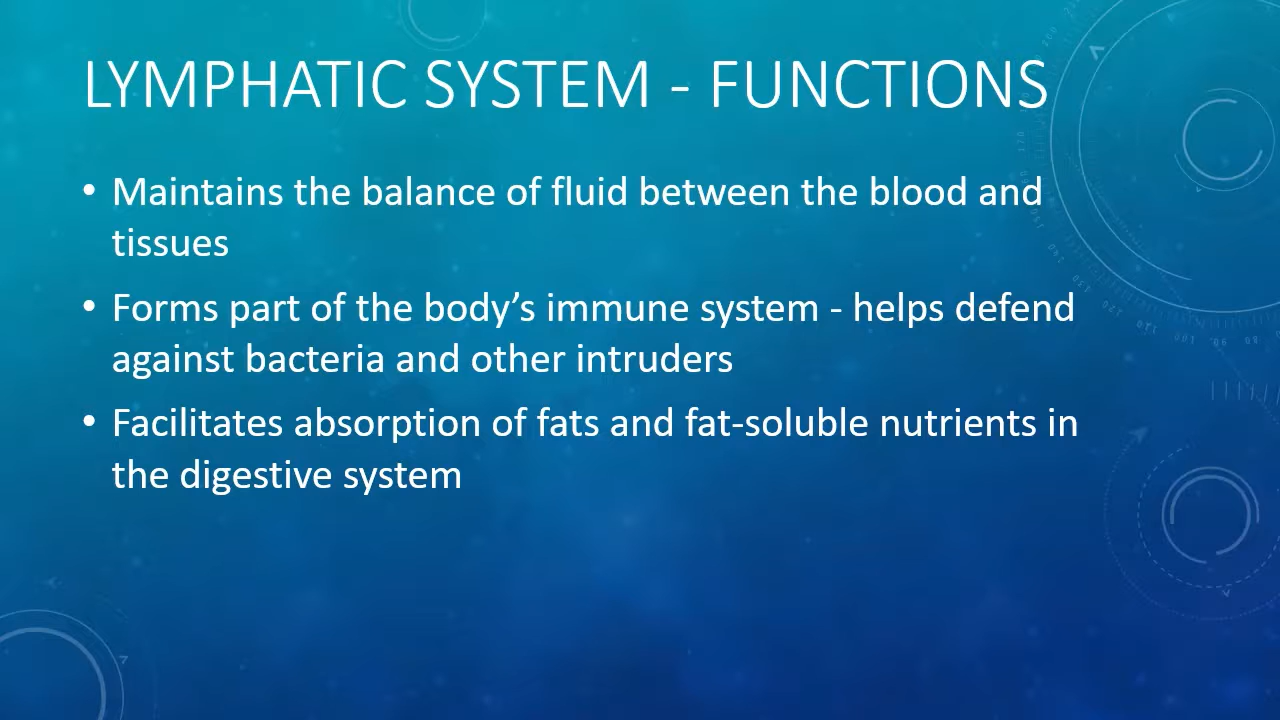 LYMPHATIC SYSTEM - FUNCTIONS
• Maintains the balance of fluid between the blood and
tissues
• Forms part of the body’s immune system - helps defend
against bacteria and other intruders
• Facilitates absorption of fats and fat-soluble nutrients in
the digestive system